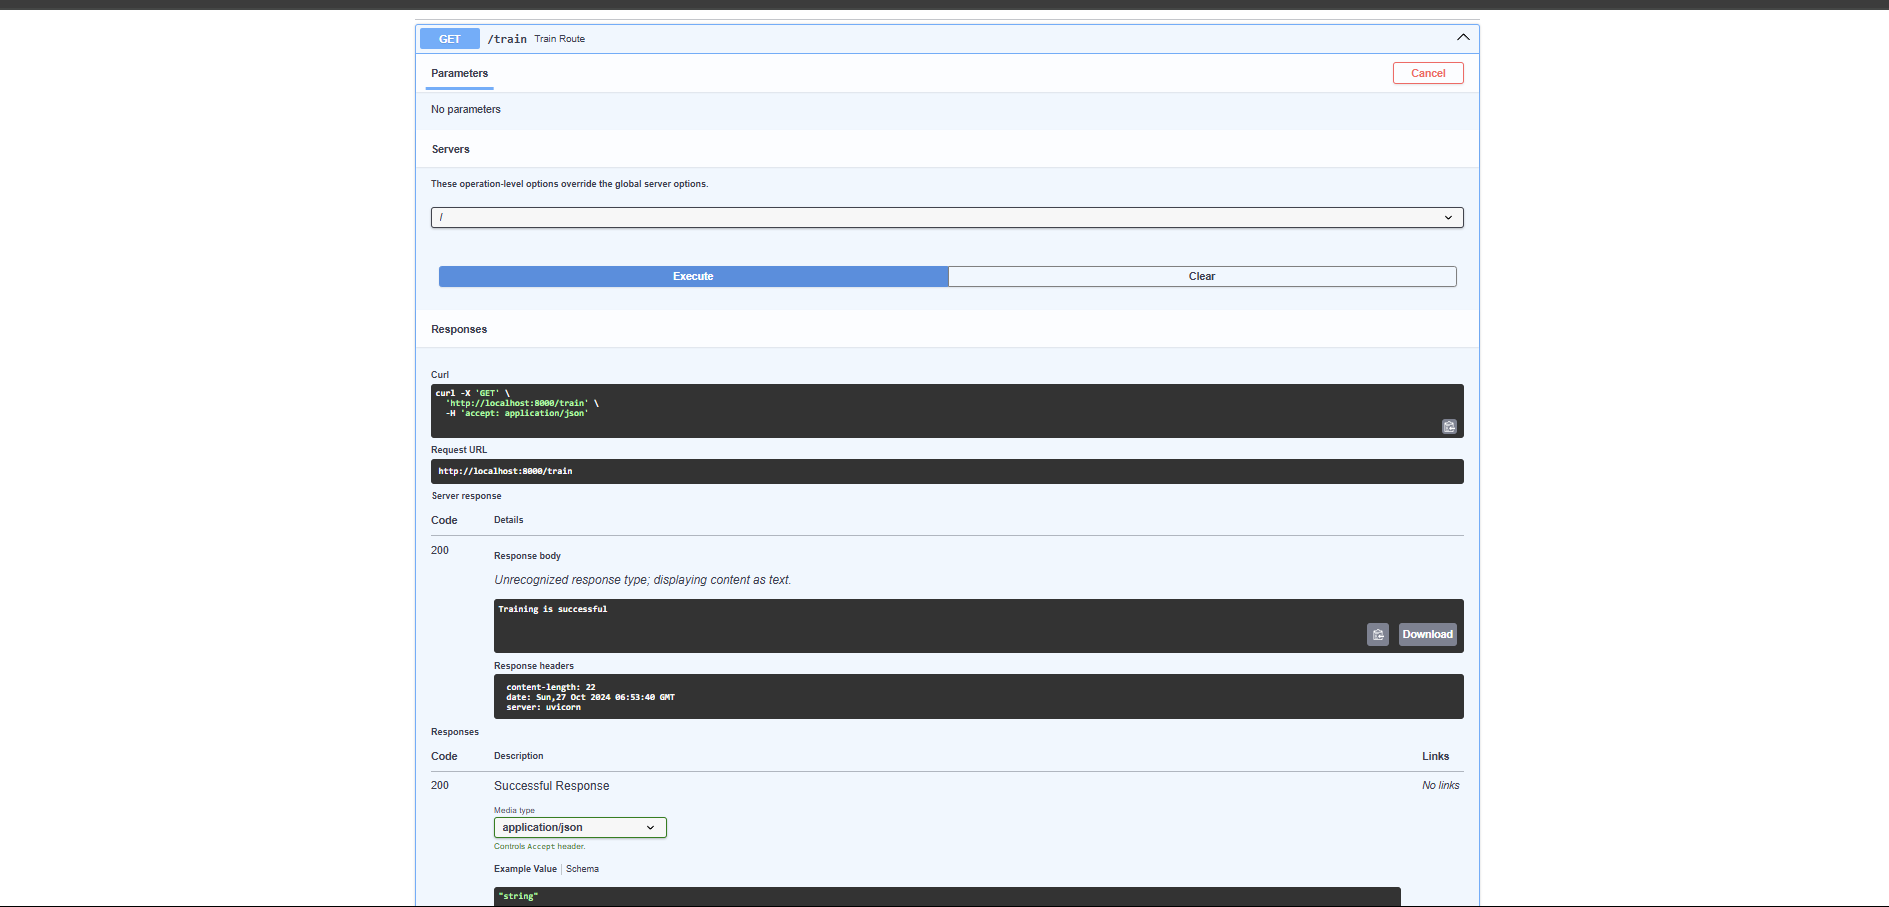 GET /train Train Route
Parameters
Cancel
No parameters
Servers
These operation-level options override the global server options.
/
Execute
Clear
Responses
Curl
curl -X 'GET' \
'http://localhost:8000/train' \
-H 'accept: application/json'
Request URL
http://localhost:8000/train
Server response
Code Details
200
Response body
Unrecognized response type; displaying content as text.
Training is successful
Download
Response headers
content-length: 22
date: Sun,27 Oct 2024 06:53:40 GMT
server: uvicorn
Responses
Code Description Links
200 Successful Response No links
Media type
application/json
Controls Accept header.
Example Value Schema
"string"